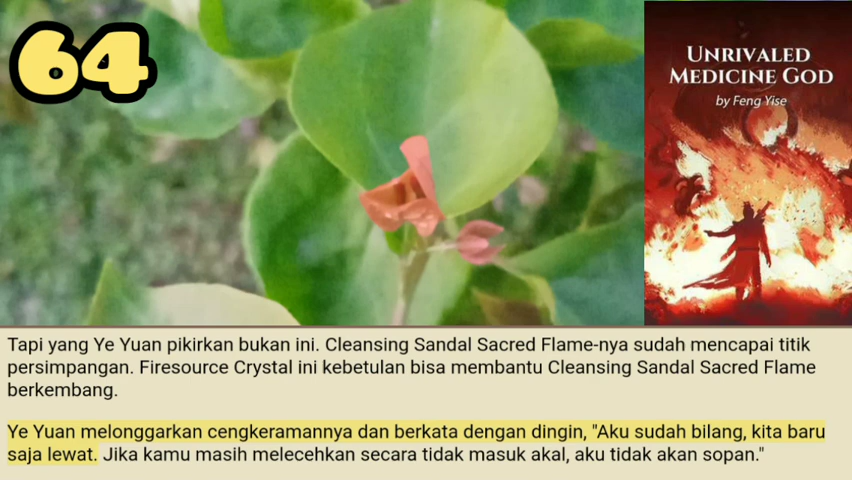 64
UNRIVALED
MEDICINE GOD
by Feng Yise
Tapi yang Ye Yuan pikirkan bukan ini. Cleansing Sandal Sacred Flame-nya sudah mencapai titik
persimpangan. Firesource Crystal ini kebetulan bisa membantu Cleansing Sandal Sacred Flame
berkembang.
Ye Yuan melonggarkan cengkeramannya dan berkata dengan dingin, "Aku sudah bilang, kita baru
saja lewat. Jika kamu masih melecehkan secara tidak masuk akal, aku tidak akan sopan."